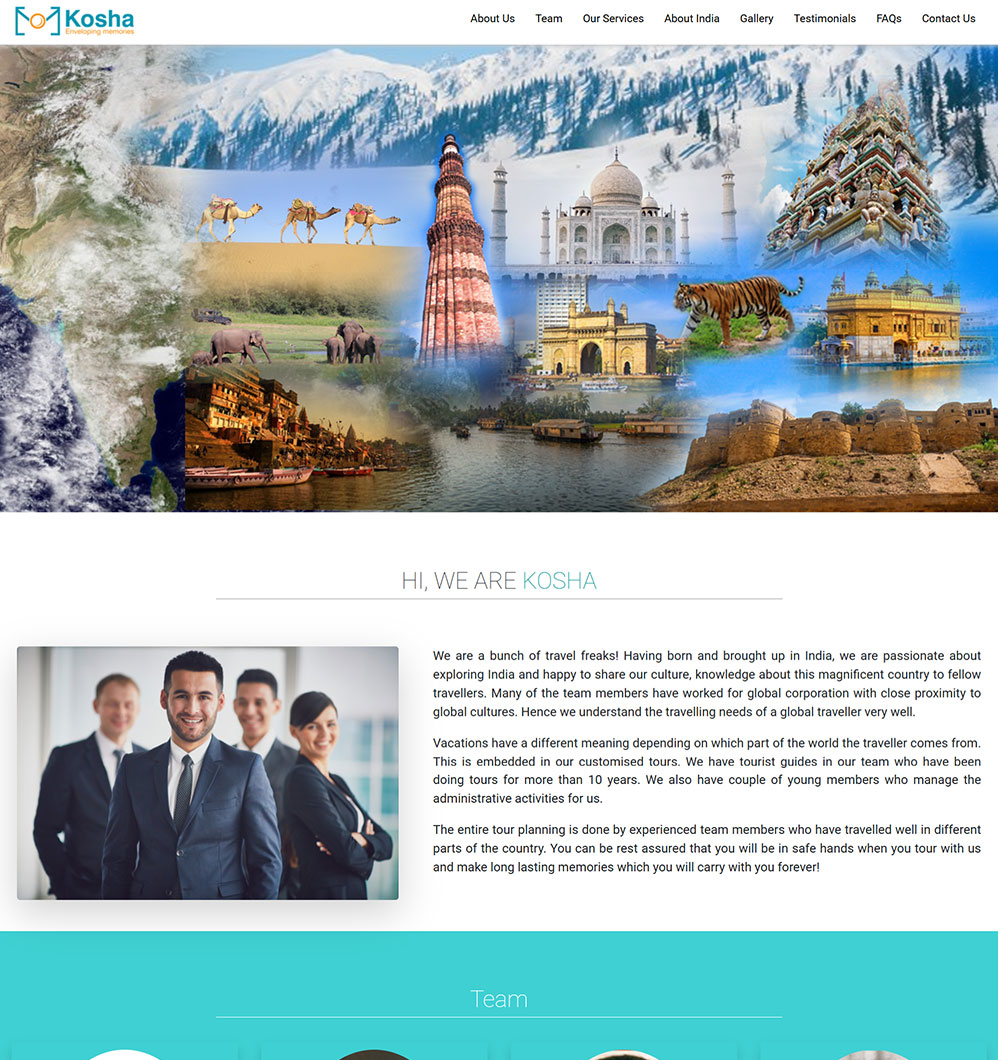 Kosha
Enveloping memories
About Us Team Our Services About India Gallery Testimonials FAQs Contact Us
HI, WE ARE KOSHA
We are a bunch of travel freaks! Having born and brought up in India, we are passionate about
exploring India and happy to share our culture, knowledge about this magnificent country to fellow
travellers. Many of the team members have worked for global corporation with close proximity to
global cultures. Hence we understand the travelling needs of a global traveller very well.
Vacations have a different meaning depending on which part of the world the traveller comes from.
This is embedded in our customised tours. We have tourist guides in our team who have been
doing tours for more than 10 years. We also have couple of young members who manage the
administrative activities for us.
The entire tour planning is done by experienced team members who have travelled well in different
parts of the country. You can be rest assured that you will be in safe hands when you tour with us
and make long lasting memories which you will carry with you forever!
Team